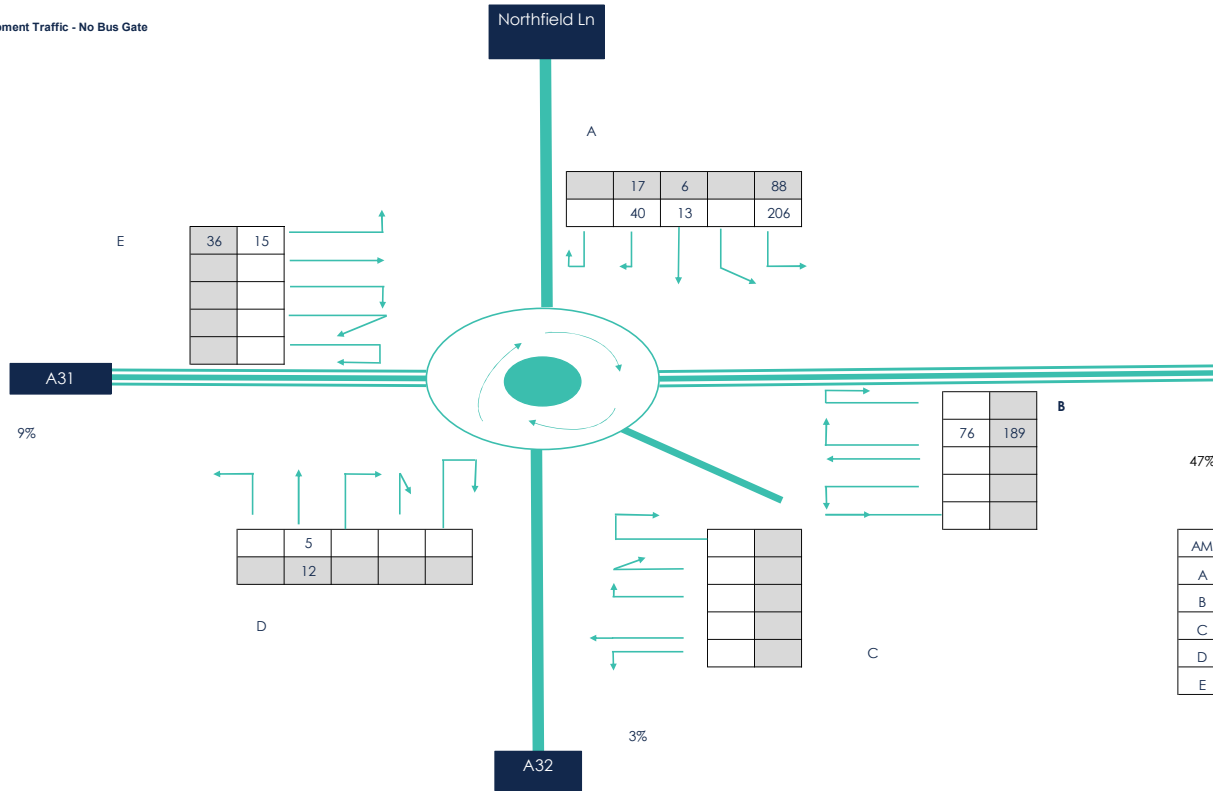 Northfield Ln
pment Traffic - No Bus Gate
A
17 6 88
40 13 206
E
36 15
A31
B
76 189
9%
47%
5
12
AM
A
B
C
D
E
D
C
3%
A32